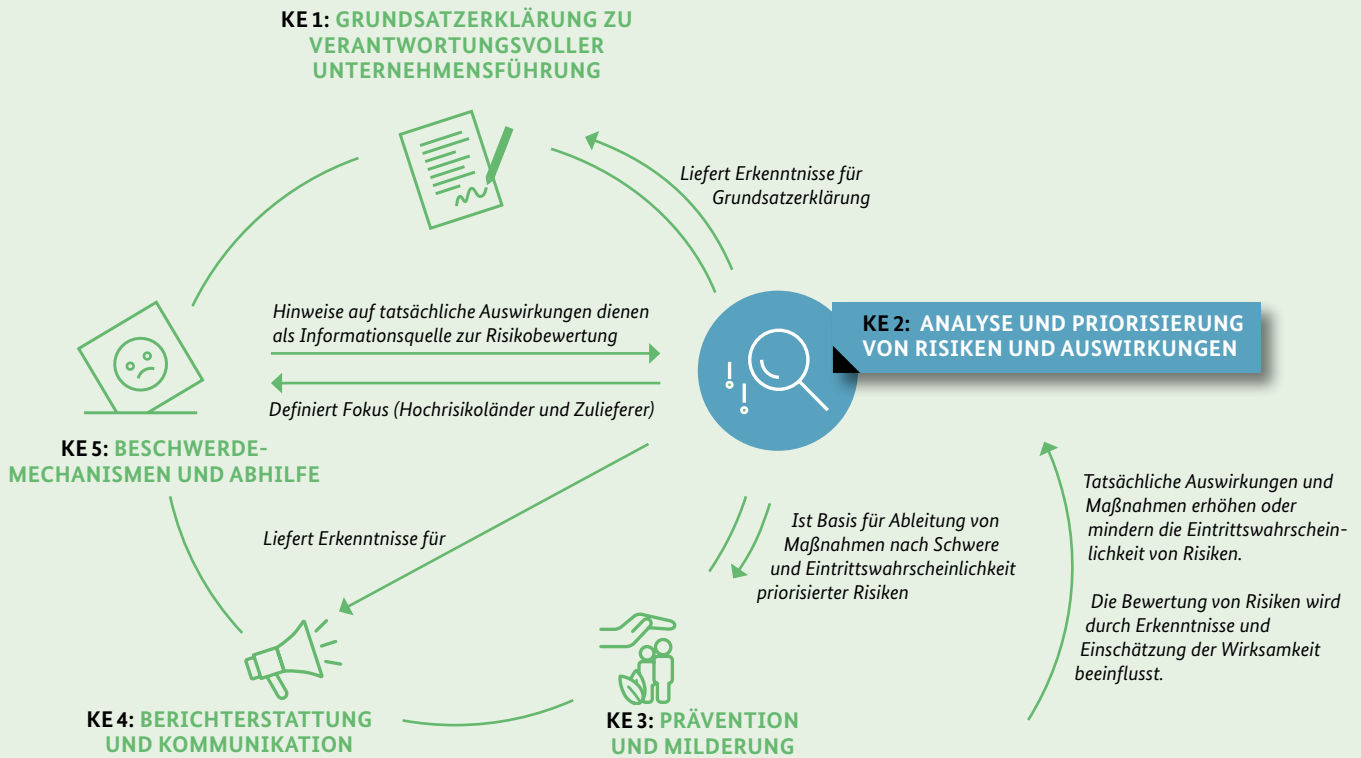 KE 1: GRUNDSATZERKLÄRUNG ZU
VERANTWORTUNGSVOLLER
UNTERNEHMENSFÜHRUNG
Liefert Erkenntnisse für
Grundsatzerklärung
Hinweise auf tatsächliche Auswirkungen dienen
als Informationsquelle zur Risikobewertung
KE 2: ANALYSE UND PRIORISIERUNG
VON RISIKEN UND AUSWIRKUNGEN
Definiert Fokus (Hochrisikoländer und Zulieferer)
KE 5: BESCHWERDE-
MECHANISMEN UND ABHILFE
Liefert Erkenntnisse für
Ist Basis für Ableitung von
Maßnahmen nach Schwere
und Eintrittswahrscheinlichkeit
priorisierter Risiken
Tatsächliche Auswirkungen und
Maßnahmen erhöhen oder
mindern die Eintrittswahrschein-
lichkeit von Risiken.
Die Bewertung von Risiken wird
durch Erkenntnisse und
Einschätzung der Wirksamkeit
beeinflusst.
KE 4: BERICHTERSTATTUNG
UND KOMMUNIKATION
KE 3: PRÄVENTION
UND MILDERUNG